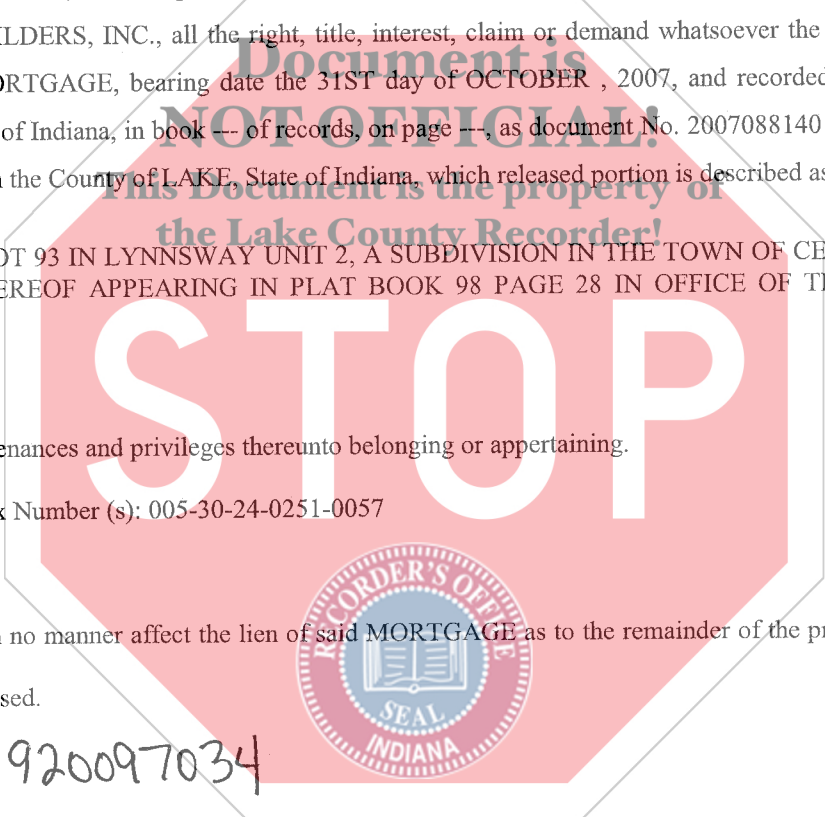 ILDERS, INC., all the right, title, interest, claim or demand whatsoever the
Document is
ORTGAGE, bearing date the 31ST day of OCTOBER , 2007, and recorded
NOT OFFICIAL!
of Indiana, in book --- of records, on page ---, as document No. 2007088140
the County of LAKE, State of Indiana, which released portion is described as
This Document is the property of
the Lake County Recorder!
OT 93 IN LYNNSWAY UNIT 2, A SUBDIVISION IN THE TOWN OF CE
EREOF APPEARING IN PLAT BOOK 98 PAGE 28 IN OFFICE OF T
STOP
enances and privileges thereunto belonging or appertaining.
x Number (s): 005-30-24-0251-0057
RECORDER'S OFFICE
no manner affect the lien of said MORTGAGE as to the remainder of the pr
SEAL
sed.
INDIANA
920097034